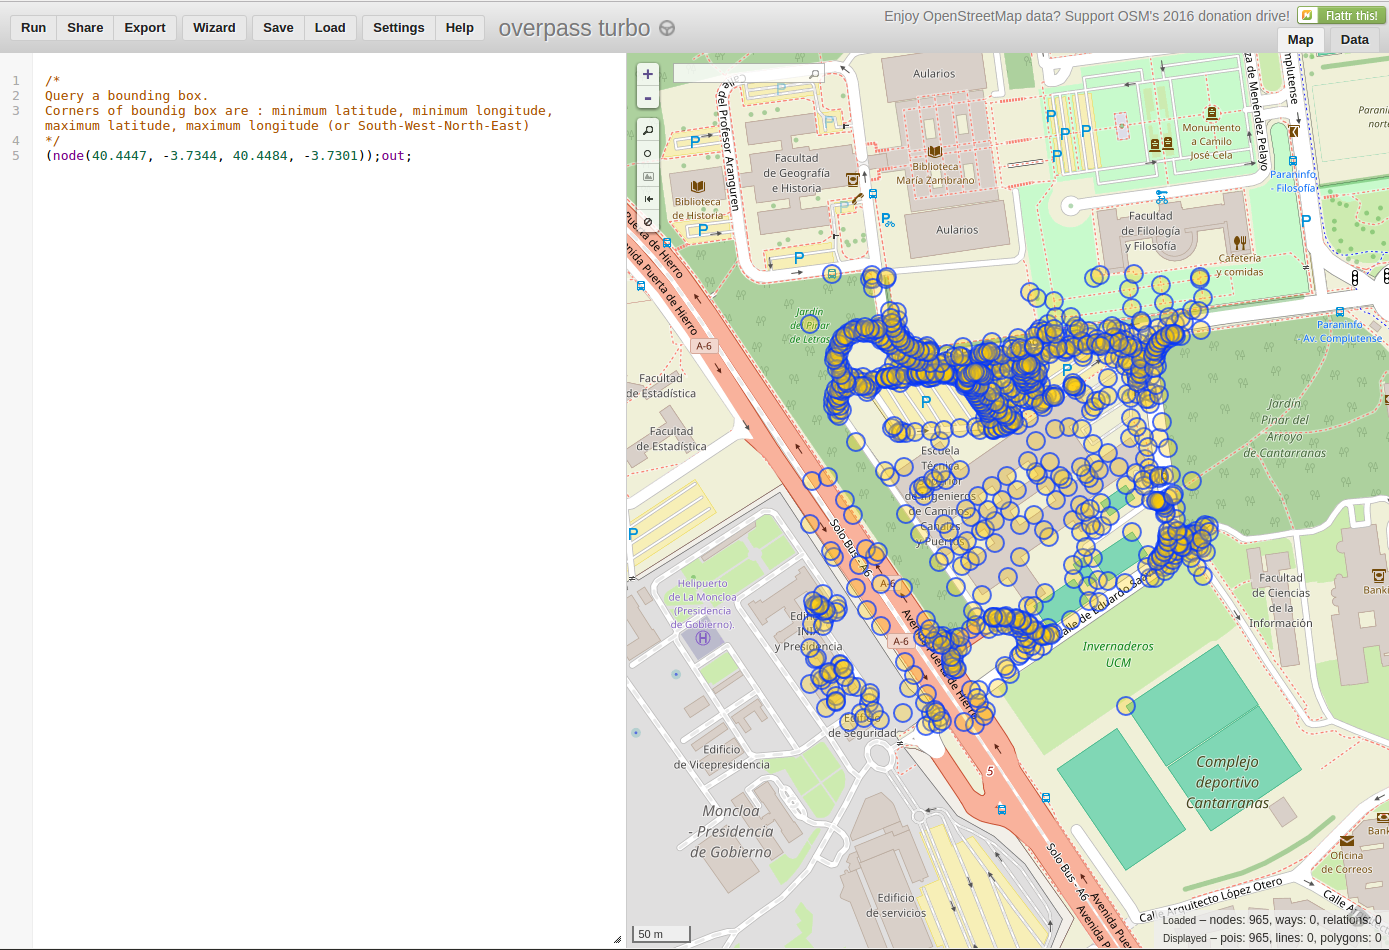 Run
Share
Export
Wizard
Save
Load
Settings
Help
overpass turbo
Enjoy OpenStreetMap data? Support OSM's 2016 donation drive!
Flattr this!
Map
Data
1 /*
2 Query a bounding box.
3 Corners of boundig box are : minimum latitude, minimum longitude,
maximum latitude, maximum longitude (or South-West-North-East)
4 */
5 (node(40.4447, -3.7344, 40.4484, -3.7301));out;
+
-
Aularios
del Profesor Aranguren
Facultad
de Geografía
e Historia
Biblioteca
de Historia
Biblioteca
María Zambrano
Aularios
Monumento
a Camilo
José Cela
a de Menéndez Pelayo
mplutense
Parani
nort
Paraninfo
- Filosofía
Facultad
de Filología
y Filosofía
Cafetería
y comidas
Puerta de Hierro
nida Puerta de Hierro
A-6
Jardín
del Pinar
de Letras
Paraninfo
- Av. Complutense
Facultad
de Estadística
Facultad
de Estadística
Jardín
Pinar del
Arroyo
de Cantarranas
Escuela
Técnica
Superior
de Ingenieros
de Caminos
Canales
y Puertos
Solo Bus - A6
A-6
Helipuerto
de La Moncloa
(Presidencia
de Gobierno).
Edifi
INI
y Presidencia
A-6
Avenida Puerta de Hierro
Calle de Eduardo Saa
Facultad
de Ciencias
de la
Información
Banki
Invernaderos
UCM
Edificio
de Seguridad
Edificio
de Vicepresidencia
5
Complejo
deportivo
Cantarranas
Moncloa
- Presidencia
de Gobierno
Bank
Oficina
de Correos
Solo Bus - A6
Avenida Pue
Avenida P
Calle Arquitecto López Otero
Calle A
Edificio
de servicios
50 m
Loaded – nodes: 965, ways: 0, relations: 0
Displayed – pois: 965, lines: 0, polygons: 0